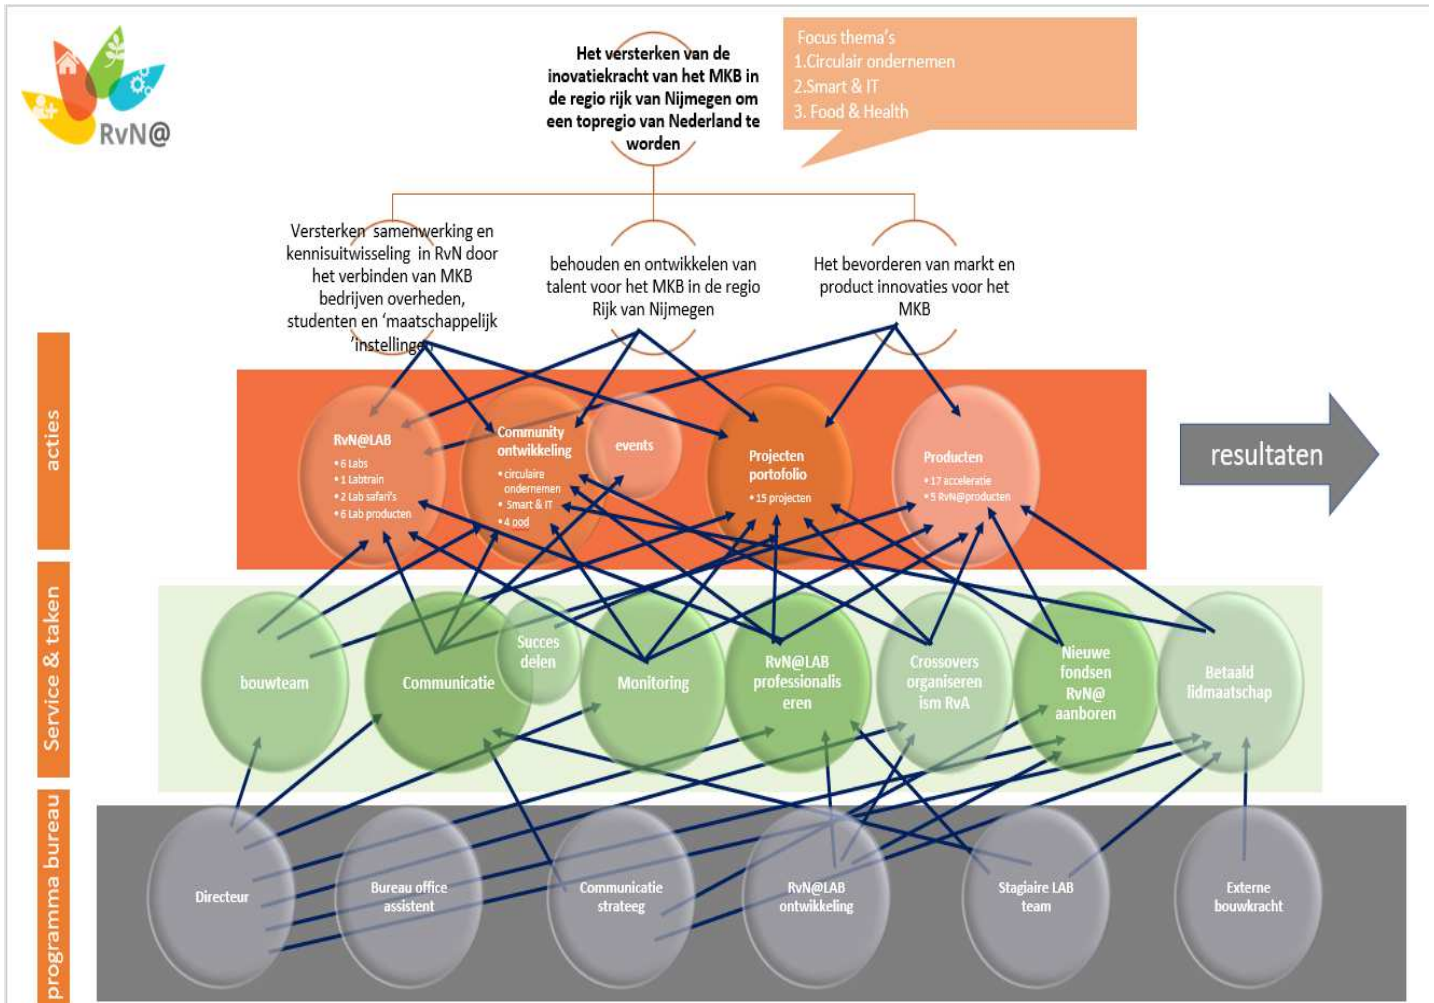 RvN@
Het versterken van de
inovatiekracht van het MKB in
de regio rijk van Nijmegen om
een topregio van Nederland te
worden
Focus thema's
1.Circulair ondernemen
2.Smart & IT
3. Food & Health
Versterken samenwerking en
kennisuitwisseling in RvN door
het verbinden van MKB
bedrijven overheden,
studenten en ‘maatschappelijk
’instellingen
behouden en ontwikkelen van
talent voor het MKB in de regio
Rijk van Nijmegen
Het bevorderen van markt en
product innovaties voor het
MKB
acties
RvN@LAB
• 6 Labs
• 1 Labtrain
• 2 Lab safari's
• 6 Lab producten
Community
ontwikkeling
• circulaire
ondernemen
• Smart & IT
• 4 ood
events
Projecten
portofolio
• 15 projecten
Producten
• 17 acceleratie
• 5 RvN@producten
resultaten
Service & taken
bouwteam
Communicatie
Succes
delen
Monitoring
RvN@LAB
professionalis
eren
Crossovers
organiseren
ism RvA
Nieuwe
fondsen
RvN@
aanboren
Betaald
lidmaatschap
programma bureau
Directeur
Bureau office
assistent
Communicatie
strateeg
RvN@LAB
ontwikkeling
Stagiaire LAB
team
Externe
bouwkracht